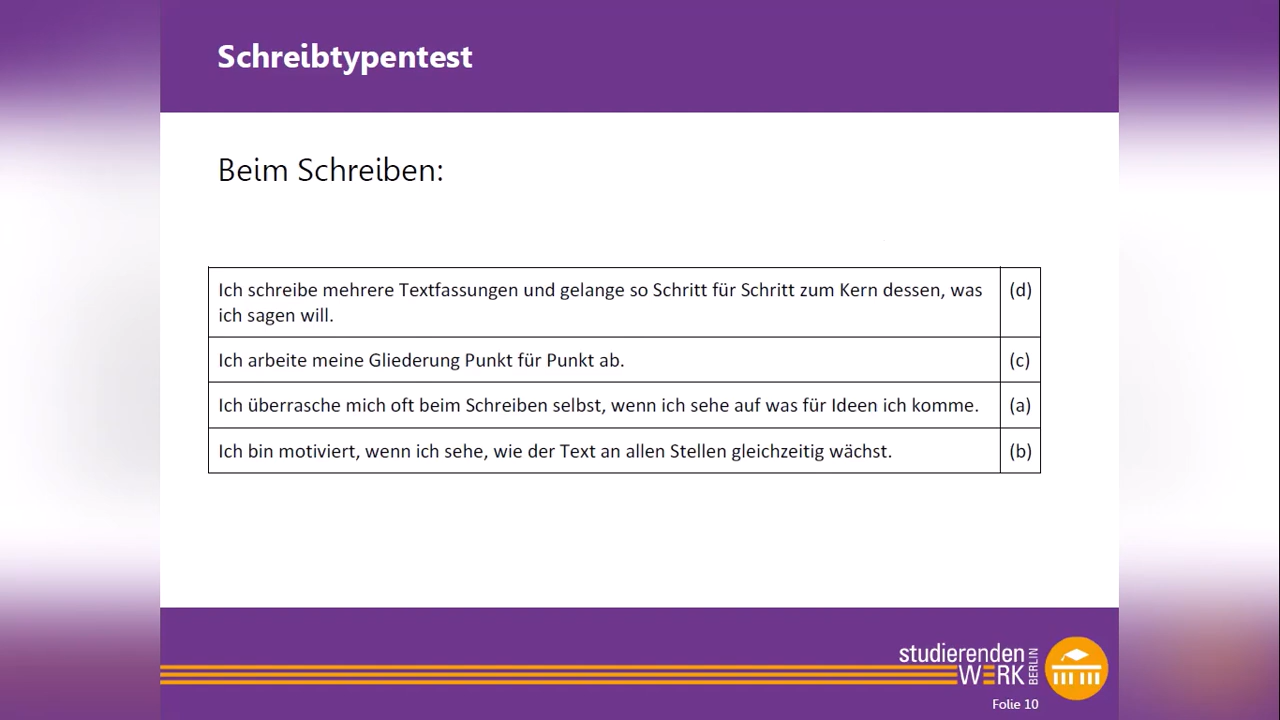 Schreibtypentest
Beim Schreiben:
Ich schreibe mehrere Textfassungen und gelange so Schritt für Schritt zum Kern dessen, was (d)
ich sagen will.
Ich arbeite meine Gliederung Punkt für Punkt ab. (c)
Ich überrasche mich oft beim Schreiben selbst, wenn ich sehe auf was für Ideen ich komme. (a)
Ich bin motiviert, wenn ich sehe, wie der Text an allen Stellen gleichzeitig wächst. (b)
studierenden
WERK
BERLIN
Folie 10